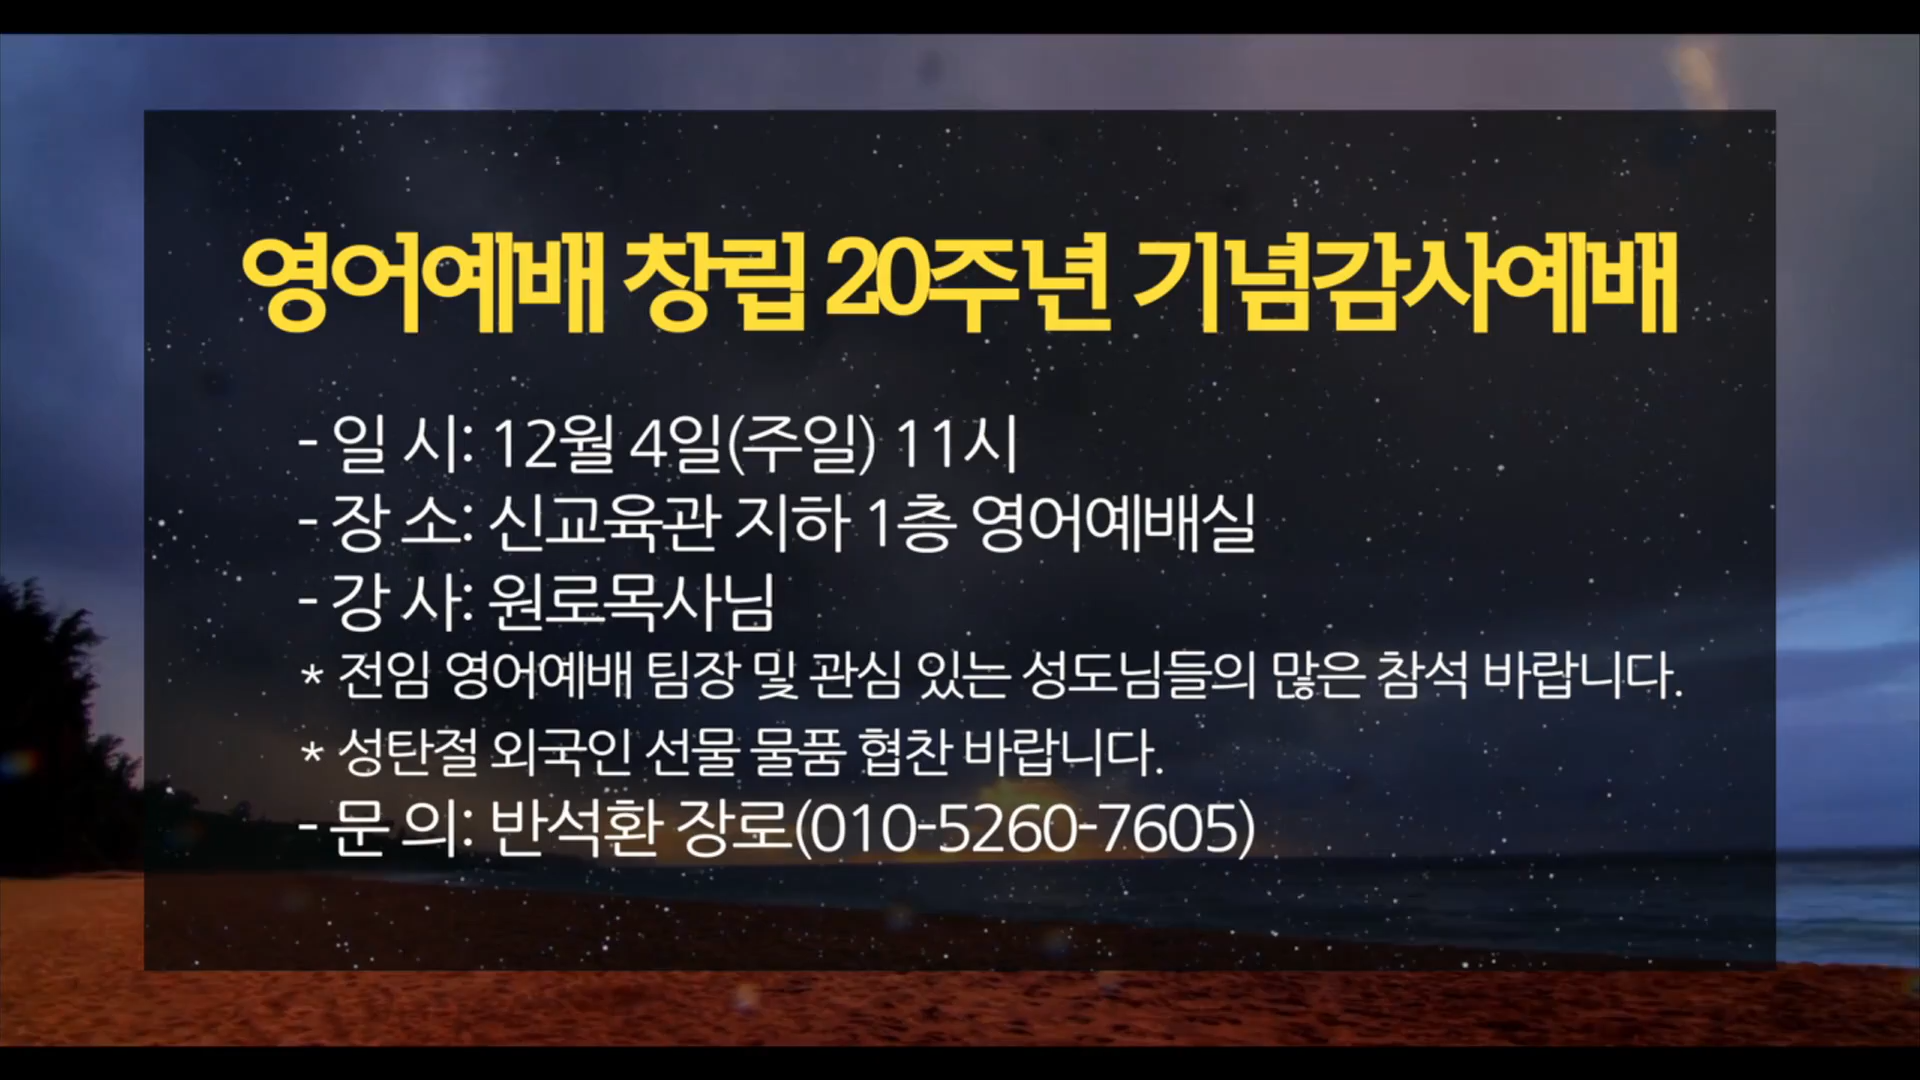 영어예배 창립 20주년 기념감사예배
- 일 시: 12월 4일(주일) 11시
- 장 소: 신교육관 지하 1층 영어예배실
- 강 사: 원로목사님
* 전임 영어예배 팀장 및 관심 있는 성도님들의 많은 참석 바랍니다.
* 성탄절 외국인 선물 물품 협찬 바랍니다.
- 문 의: 반석환 장로(010-5260-7605)